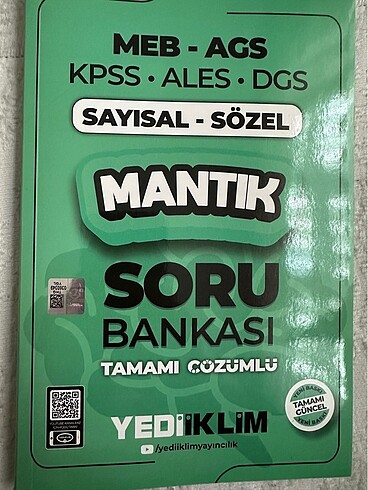 MEB - AGS
KPSS • ALES • DGS
SAYISAL - SÖZEL
MANTIK
SORU
BANKASI
TAMAMI ÇÖZÜMLÜ
YENİ BASKI
TAMAMI
GÜNCEL
YENİ BASKI
YEDİİKLİM
/yediiklimyayıncılık